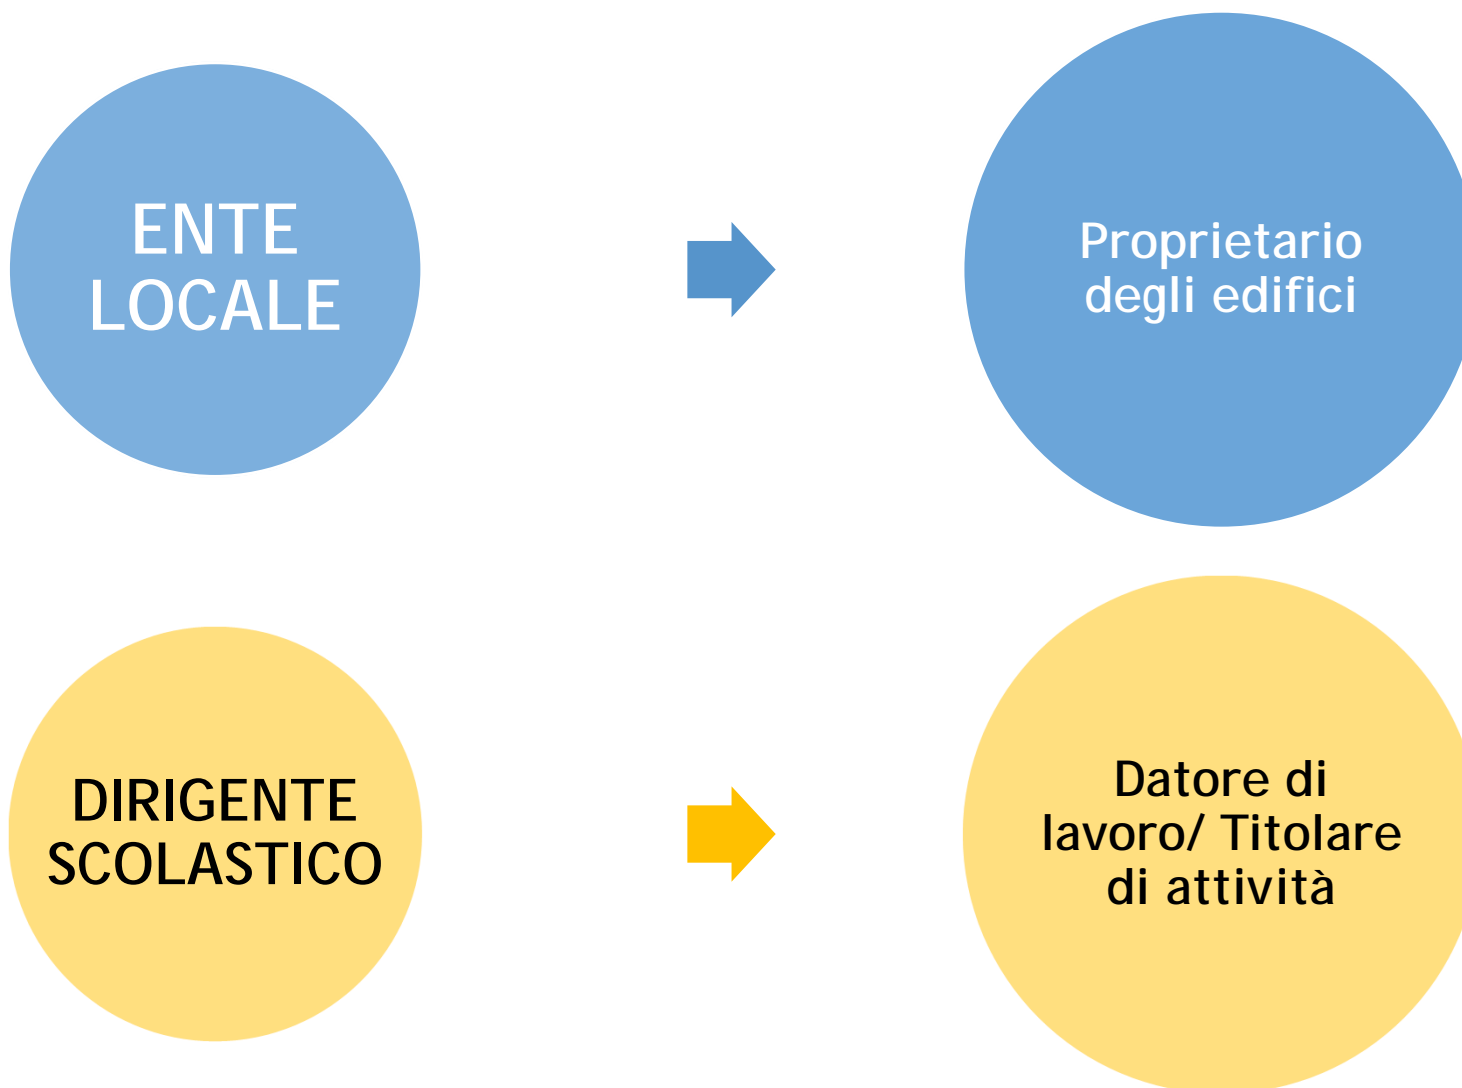 ENTE
LOCALE
Proprietario
degli edifici
DIRIGENTE
SCOLASTICO
Datore di
lavoro/ Titolare
di attività